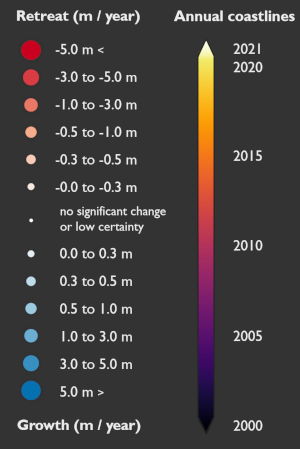 Retreat (m / year)
Annual coastlines
-5.0 m <
-3.0 to -5.0 m
-1.0 to -3.0 m
-0.5 to -1.0 m
-0.3 to -0.5 m
-0.0 to -0.3 m
no significant change
or low certainty
0.0 to 0.3 m
0.3 to 0.5 m
0.5 to 1.0 m
1.0 to 3.0 m
3.0 to 5.0 m
5.0 m >
Growth (m / year)
2021
2020
2015
2010
2005
2000